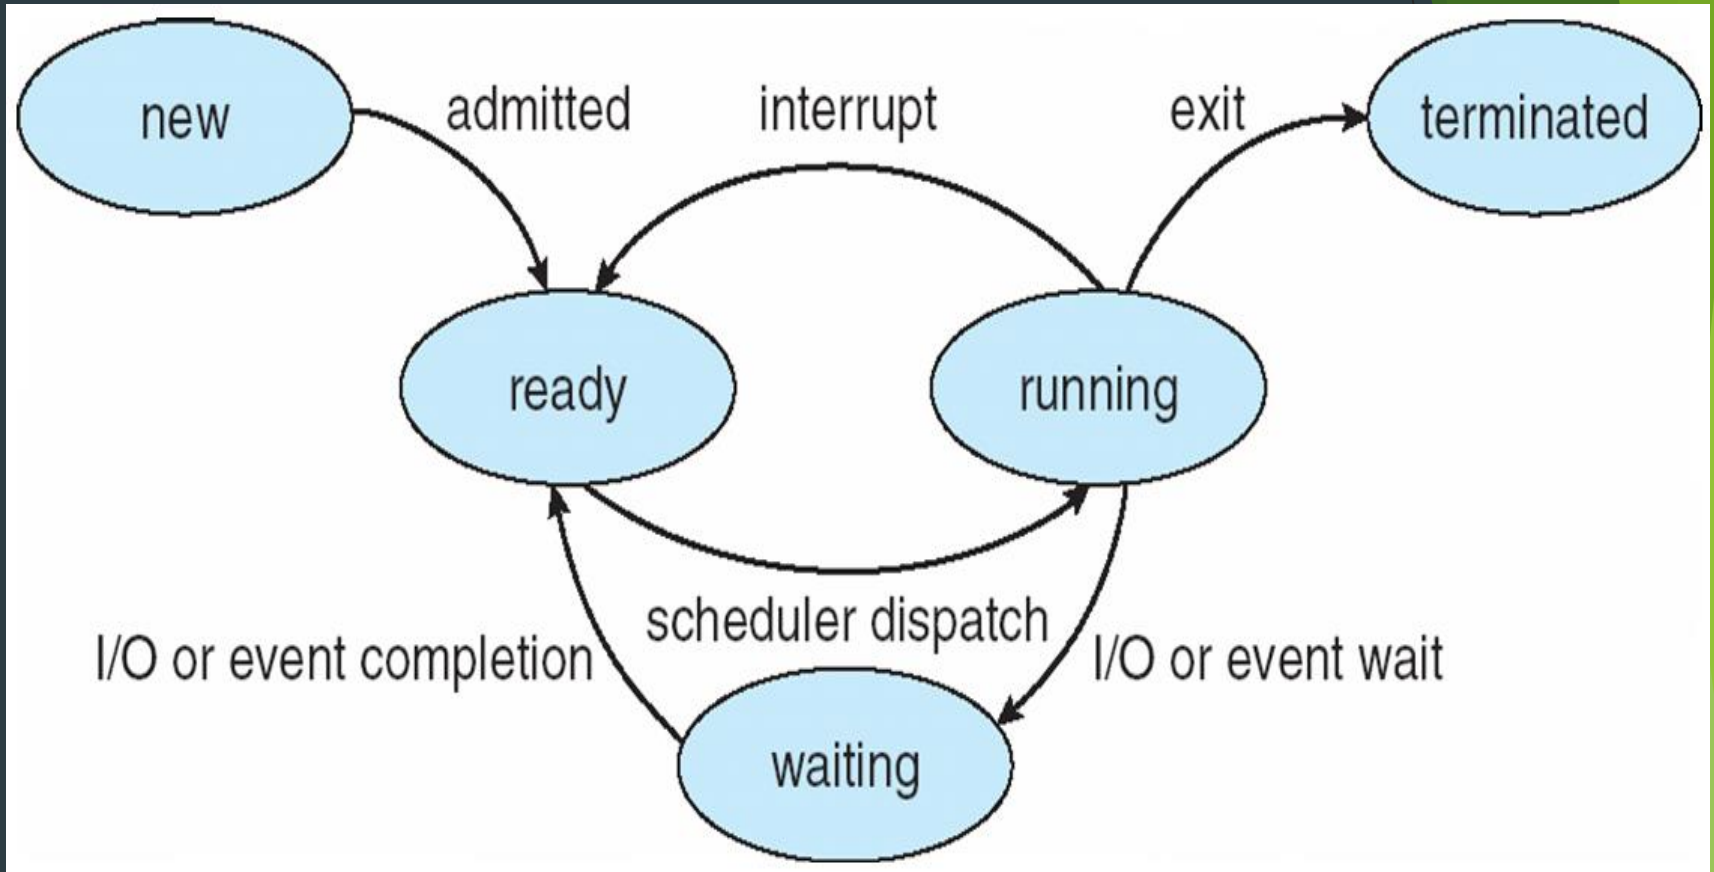 new
admitted
interrupt
exit
terminated
ready
running
scheduler dispatch
I/O or event completion
I/O or event wait
waiting